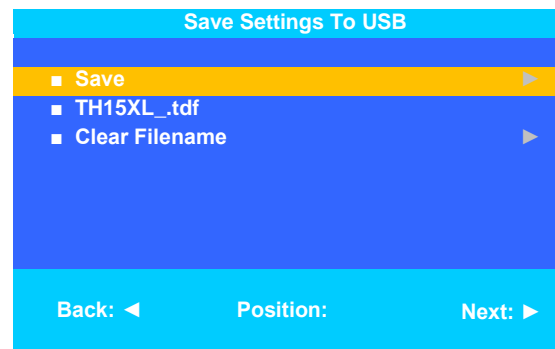 Save Settings To USB
■ Save ►
■ TH15XL_.tdf
■ Clear Filename ►
Back: ◄ Position: Next: ►